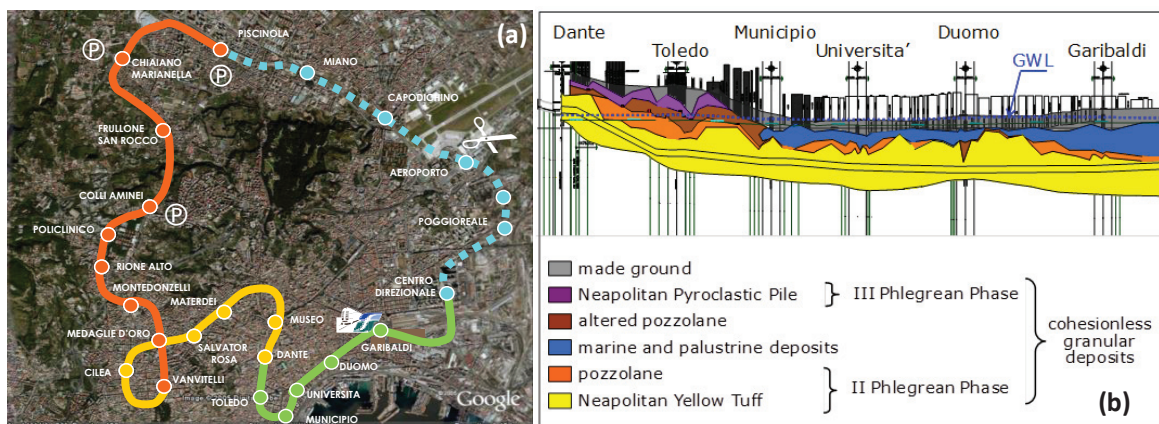 (a)
PISCINOLA
P
CHIAIANO
MARIANELLA
P
MIANO
CAPODICHINO
FRULLONE
SAN ROCCO
AEROPORTO
COLLI AMINEI
P
POGGIOREALE
POLICLINICO
RIONE ALTO
CENTRO
DIREZIONALE
MONTEDONZELLI
MATERDEI
MUSEO
MEDAGLIE D'ORO
GARIBALDI
SALVATOR
ROSA
DANTE
CILEA
DUOMO
VANVITELLI
TOLEDO
UNIVERSITA
MUNICIPIO
Google
Dante
Toledo
Municipio
Universita'
Duomo
GWL
Garibaldi
made ground
Neapolitan Pyroclastic Pile
III Phlegrean Phase
altered pozzolane
marine and palustrine deposits
pozzolane
Neapolitan Yellow Tuff
II Phlegrean Phase
cohesionless
granular
deposits
(b)